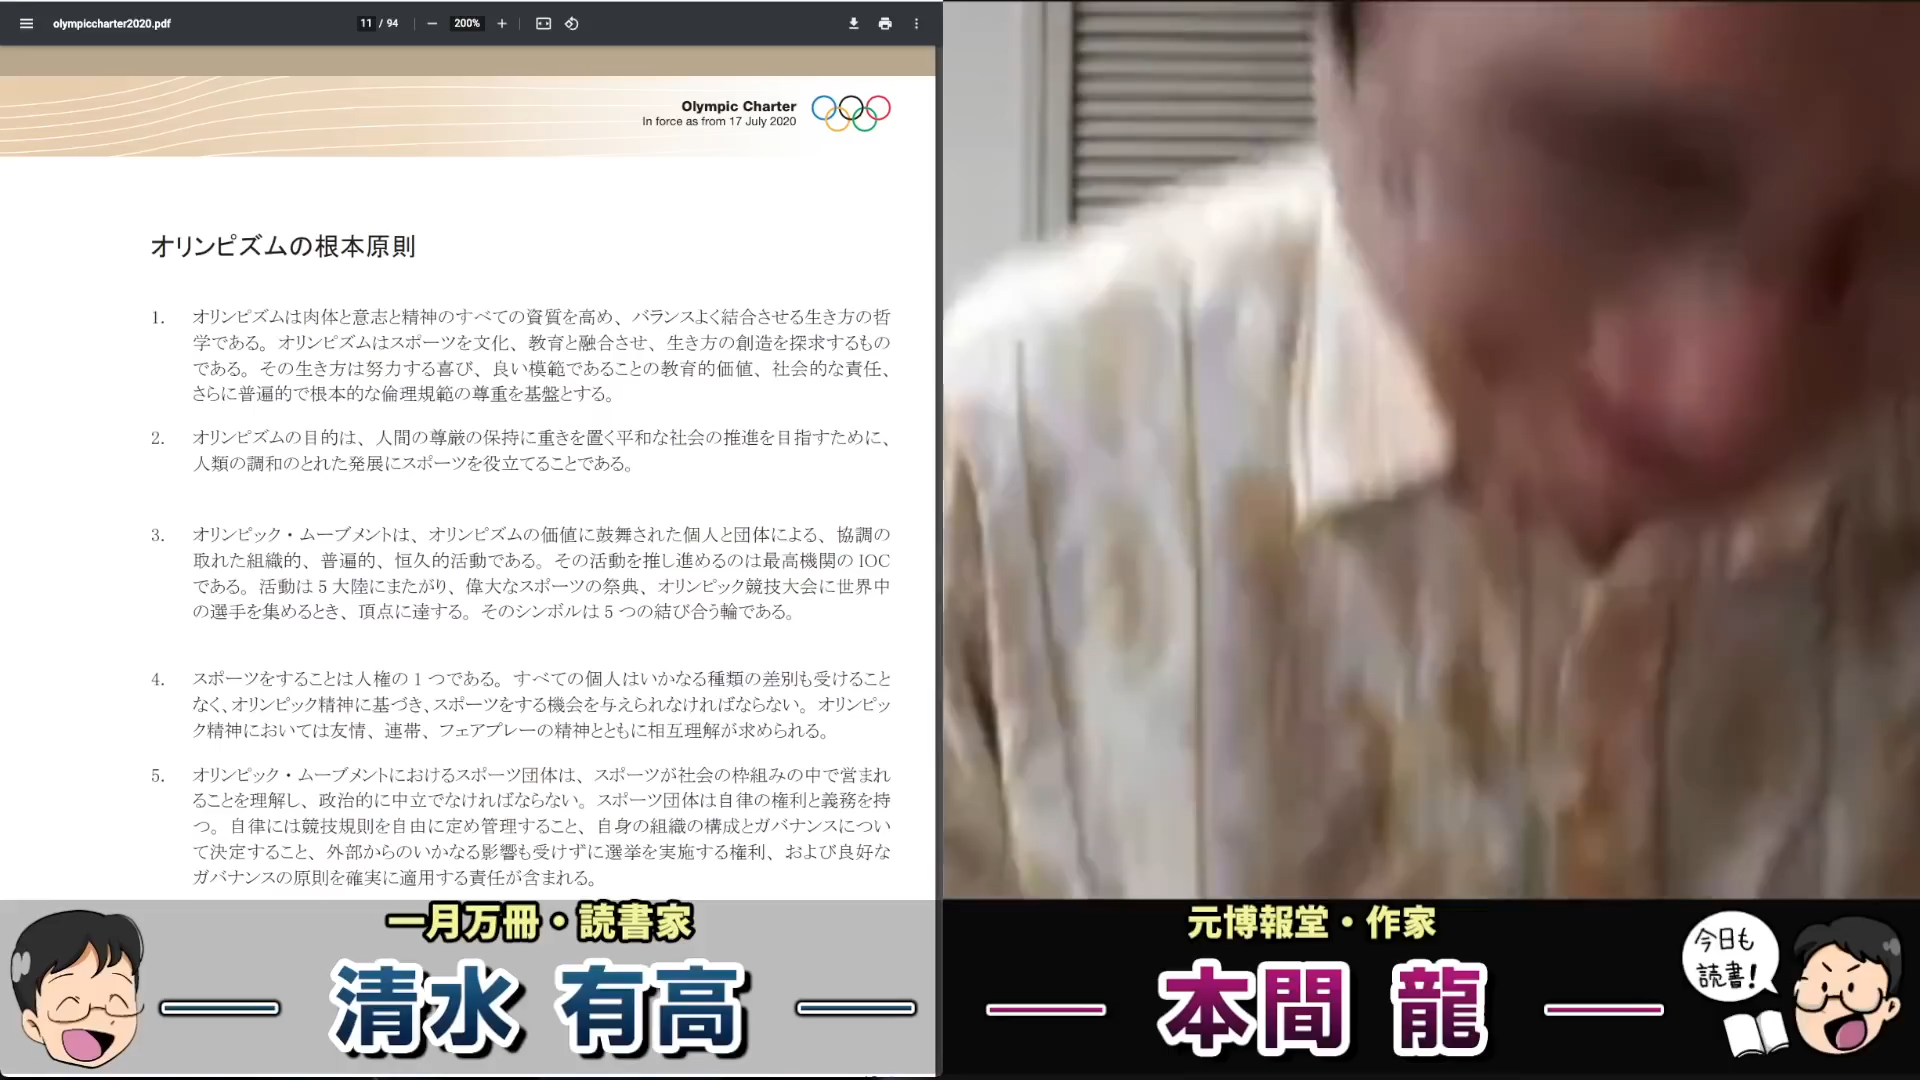 olympiccharter2020.pdf
11 / 94
200%
Olympic Charter
In force as from 17 July 2020
オリンピズムの根本原則
1. オリンピズムは肉体と意志と精神のすべての資質を高め、バランスよく結合させる生き方の哲
学である。オリンピズムはスポーツを文化、教育と融合させ、生き方の創造を探求するもの
である。その生き方は努力する喜び、良い模範であることの教育的価値、社会的な責任、
さらに普遍的で根本的な倫理規範の尊重を基盤とする。
2. オリンピズムの目的は、人間の尊厳の保持に重きを置く平和な社会の推進を目指すために、
人類の調和のとれた発展にスポーツを役立てることである。
3. オリンピック・ムーブメントは、オリンピズムの価値に鼓舞された個人と団体による、協調の
取れた組織的、普遍的、恒久的活動である。その活動を推し進めるのは最高機関の IOC
である。活動は 5 大陸にまたがり、偉大なスポーツの祭典、オリンピック競技大会に世界中
の選手を集めるとき、頂点に達する。そのシンボルは 5 つの結び合う輪である。
4. スポーツをすることは人権の 1 つである。すべての個人はいかなる種類の差別も受けること
なく、オリンピック精神に基づき、スポーツをする機会を与えられなければならない。オリンピッ
ク精神においては友情、連帯、フェアプレーの精神とともに相互理解が求められる。
5. オリンピック・ムーブメントにおけるスポーツ団体は、スポーツが社会の枠組みの中で営まれ
ることを理解し、政治的に中立でなければならない。スポーツ団体は自律の権利と義務を持
つ。自律には競技規則を自由に定め管理すること、自身の組織の構成とガバナンスについ
て決定すること、外部からのいかなる影響も受けずに選挙を実施する権利、および良好な
ガバナンスの原則を確実に適用する責任が含まれる。
一月万冊・読書家
清水 有高
元博報堂・作家
本間 龍
今日も
読書!